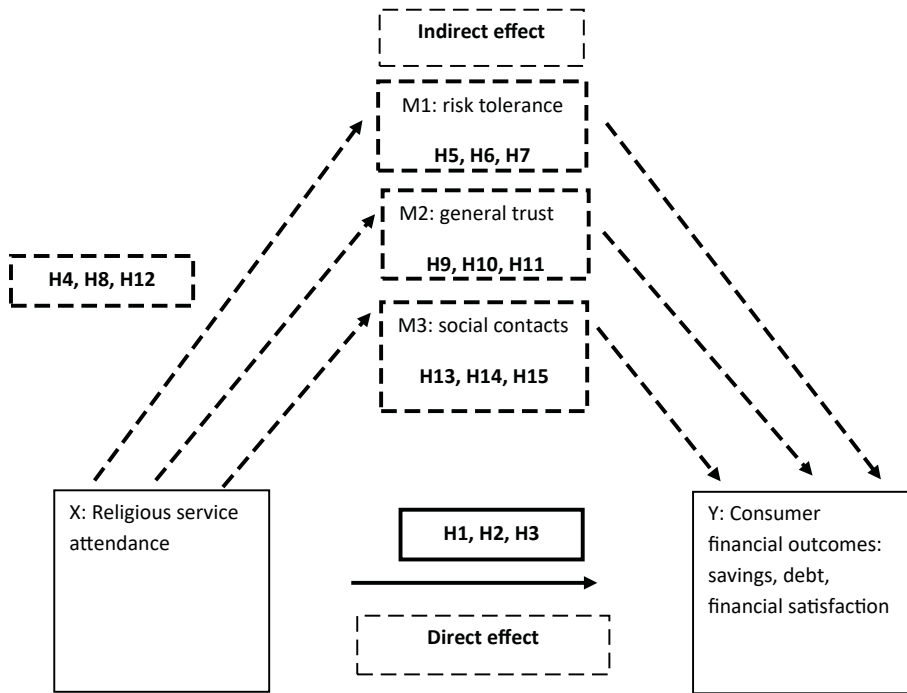 Indirect effect
M1: risk tolerance
H5, H6, H7
M2: general trust
H9, H10, H11
H4, H8, H12
M3: social contacts
H13, H14, H15
X: Religious service
attendance
H1, H2, H3
Direct effect
Y: Consumer
financial outcomes:
savings, debt,
financial satisfaction